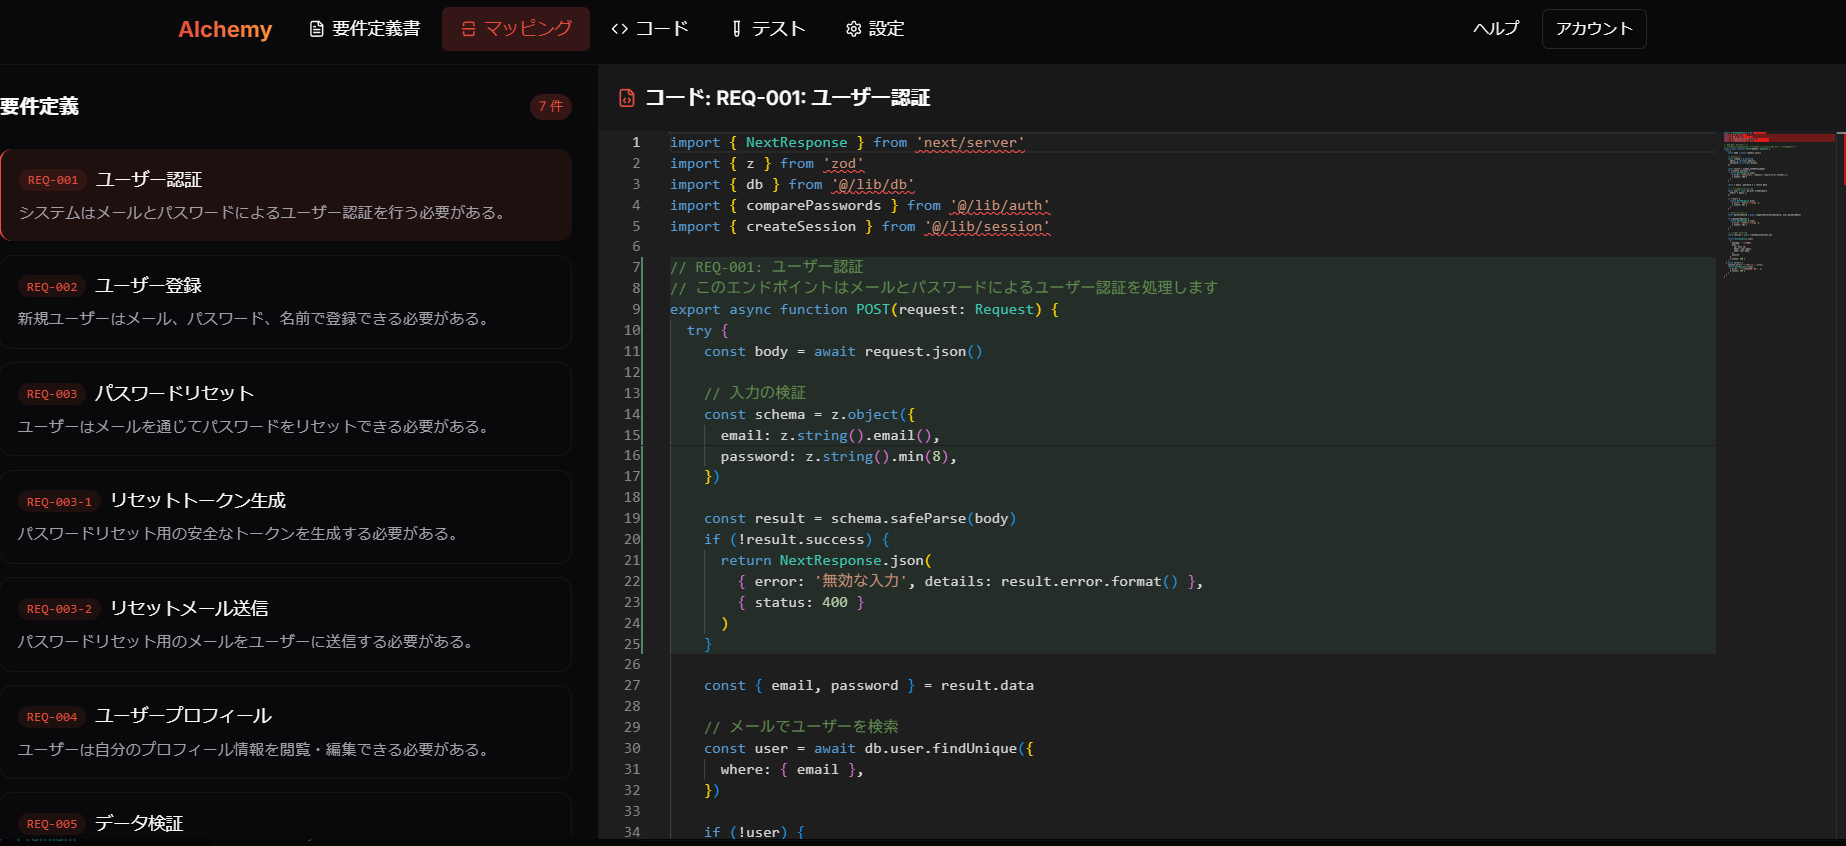 Alchemy
要件定義書
マッピング
コード
テスト
設定
ヘルプ
アカウント
要件定義
7 件
REQ-001 ユーザー認証
システムはメールとパスワードによるユーザー認証を行う必要がある。
REQ-002 ユーザー登録
新規ユーザーはメール、パスワード、名前で登録できる必要がある。
REQ-003 パスワードリセット
ユーザーはメールを通じてパスワードをリセットできる必要がある。
REQ-003-1 リセットトークン生成
パスワードリセット用の安全なトークンを生成する必要がある。
REQ-003-2 リセットメール送信
パスワードリセット用のメールをユーザーに送信する必要がある。
REQ-004 ユーザープロフィール
ユーザーは自分のプロフィール情報を閲覧・編集できる必要がある。
REQ-005 データ検証
コード: REQ-001: ユーザー認証
1 import { NextResponse } from 'next/server'
2 import { z } from 'zod'
3 import { db } from '@/lib/db'
4 import { comparePasswords } from '@/lib/auth'
5 import { createSession } from '@/lib/session'
6
7 // REQ-001: ユーザー認証
8 // このエンドポイントはメールとパスワードによるユーザー認証を処理します
9 export async function POST(request: Request) {
10 try {
11 const body = await request.json()
12
13 // 入力の検証
14 const schema = z.object({
15 email: z.string().email(),
16 password: z.string().min(8),
17 })
18
19 const result = schema.safeParse(body)
20 if (!result.success) {
21 return NextResponse.json(
22 { error: '無効な入力', details: result.error.format() },
23 { status: 400 }
24 )
25 }
26
27 const { email, password } = result.data
28
29 // メールでユーザーを検索
30 const user = await db.user.findUnique({
31 where: { email },
32 })
33
34 if (!user) {